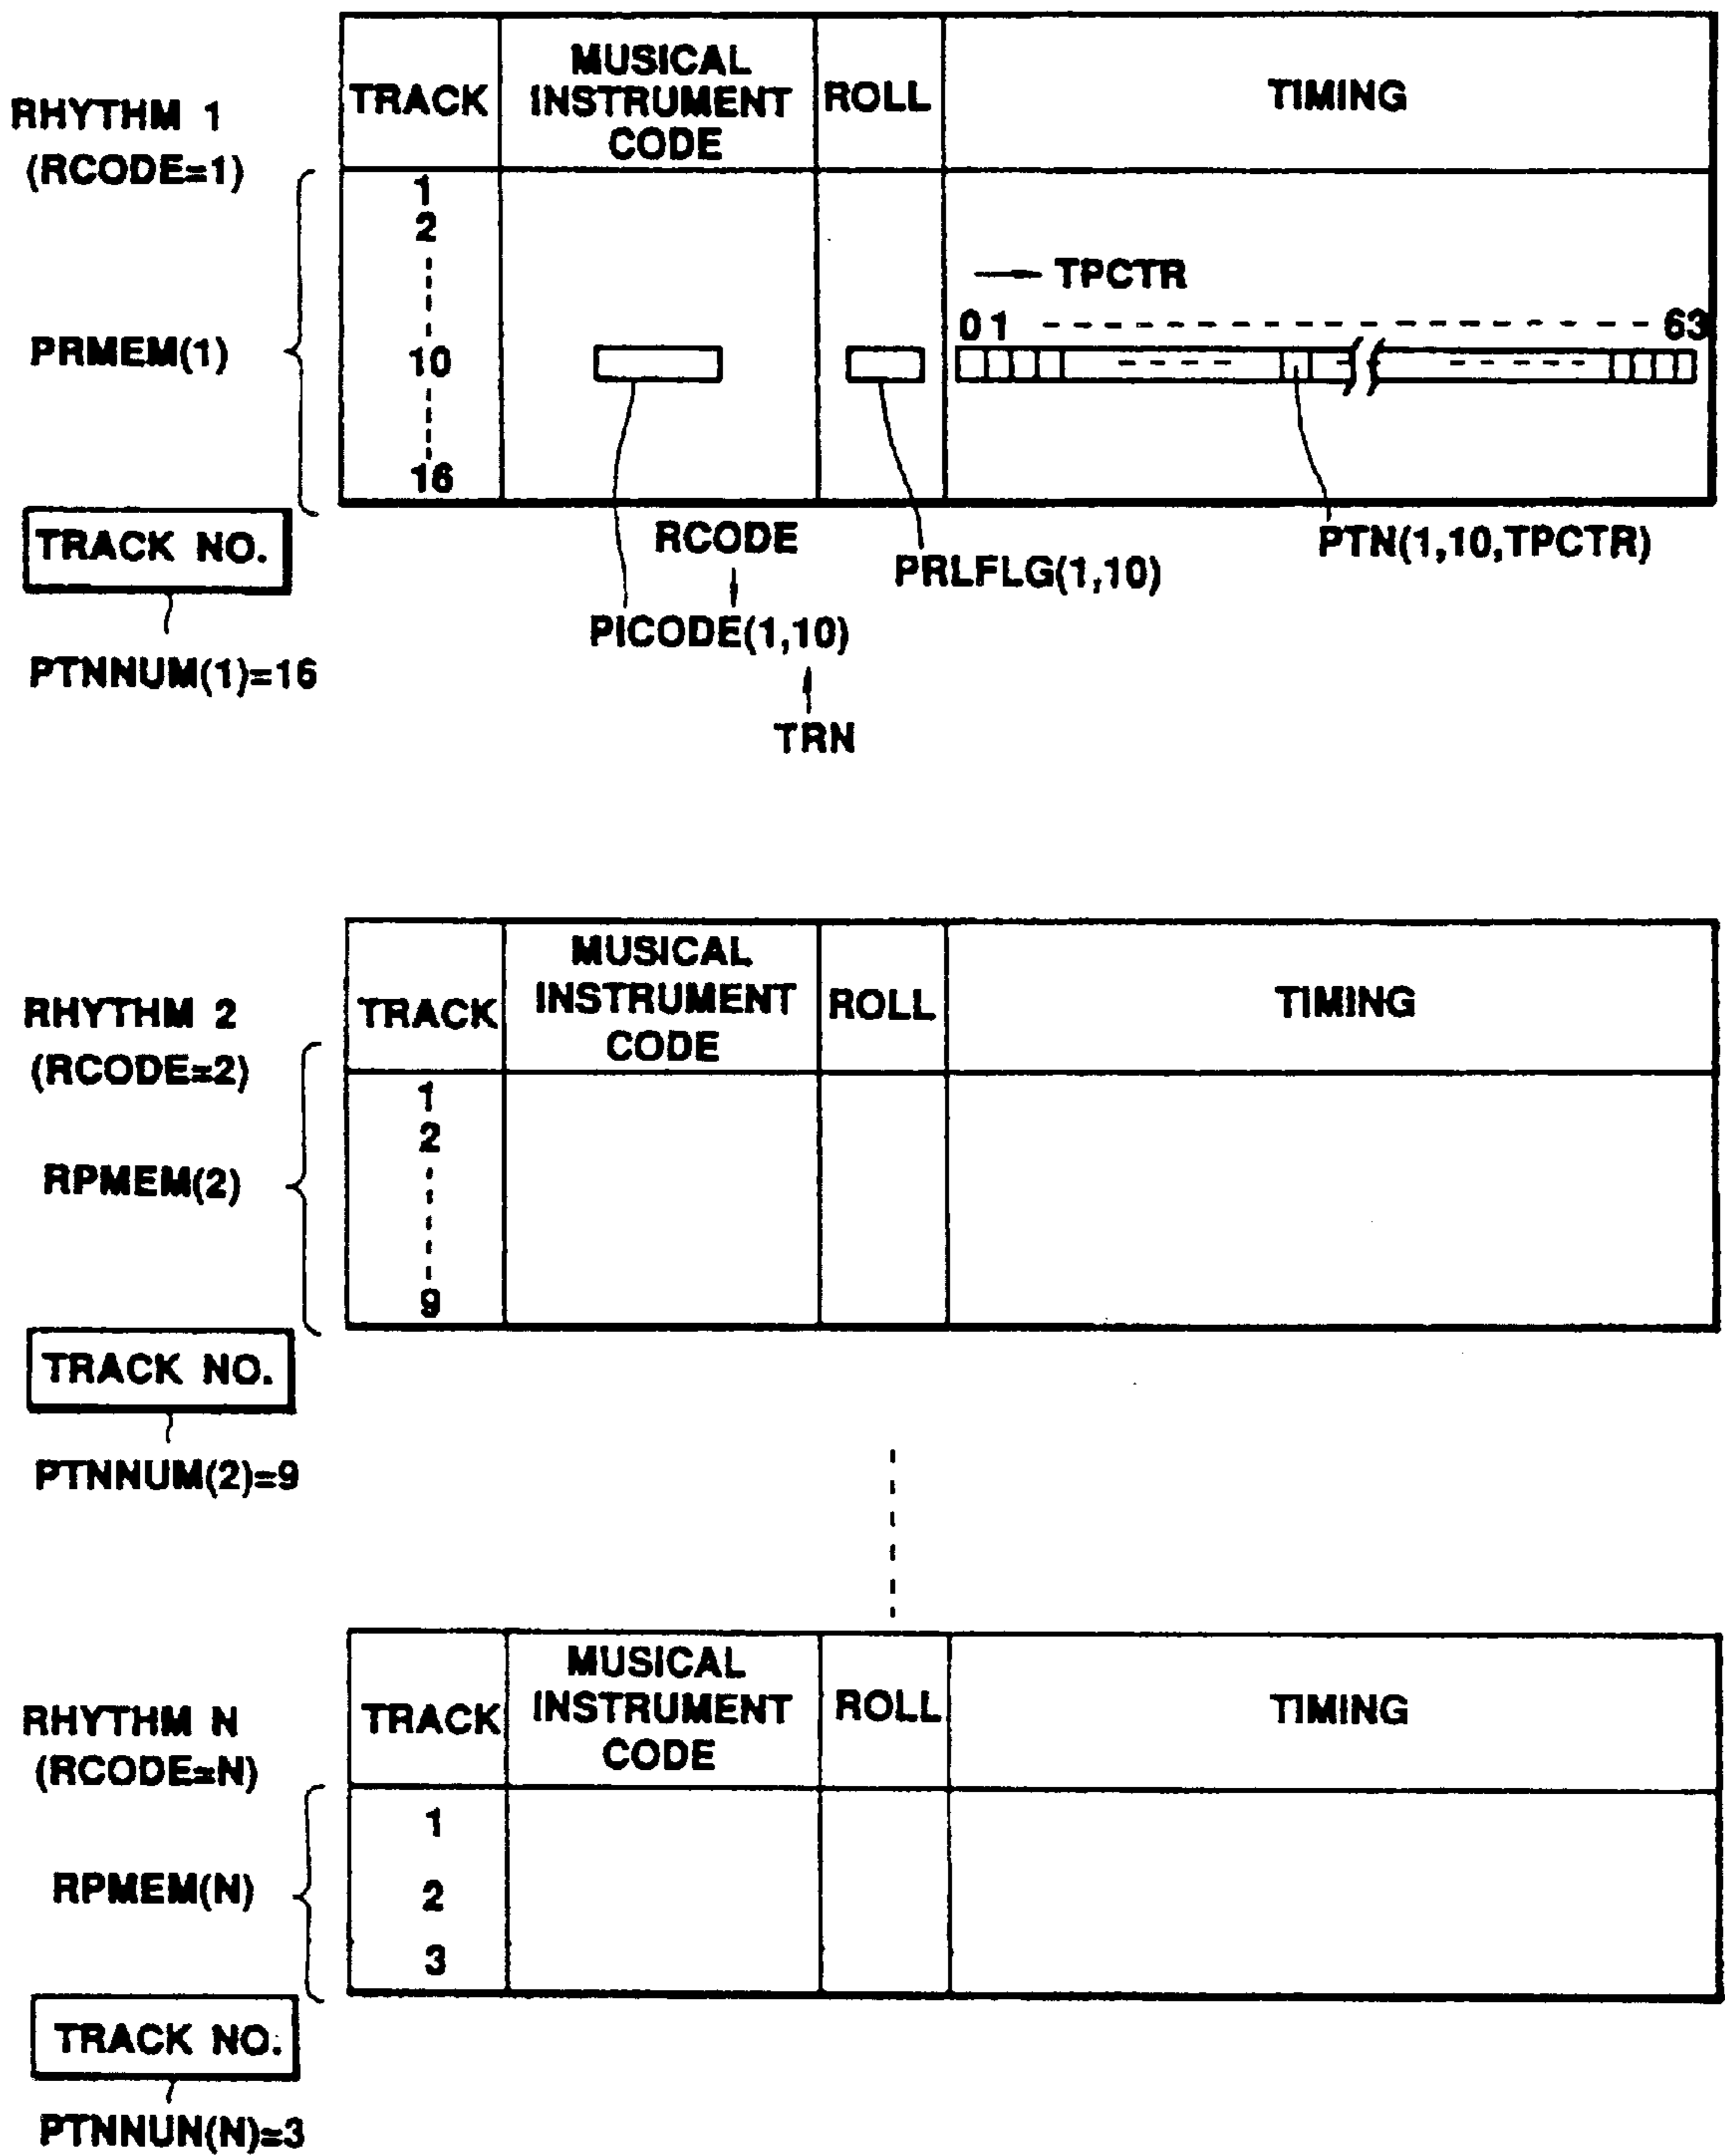 RHYTHM 1
(RCODE=1)
TRACK
MUSICAL
INSTRUMENT
CODE
ROLL
TIMING
1
2
TPCTR
0 1
63
PRMEM(1)
10
16
TRACK NO.
RCODE
PRLFLG(1,10)
PTN(1,10,TPCTR)
PICODE(1,10)
PTNNUM(1)=16
TRN
RHYTHM 2
(RCODE=2)
TRACK
MUSICAL
INSTRUMENT
CODE
ROLL
TIMING
1
2
RPMEM(2)
9
TRACK NO.
PTNNUM(2)=9
RHYTHM N
(RCODE=N)
TRACK
MUSICAL
INSTRUMENT
CODE
ROLL
TIMING
1
RPMEM(N)
2
3
TRACK NO.
PTNNUN(N)=3